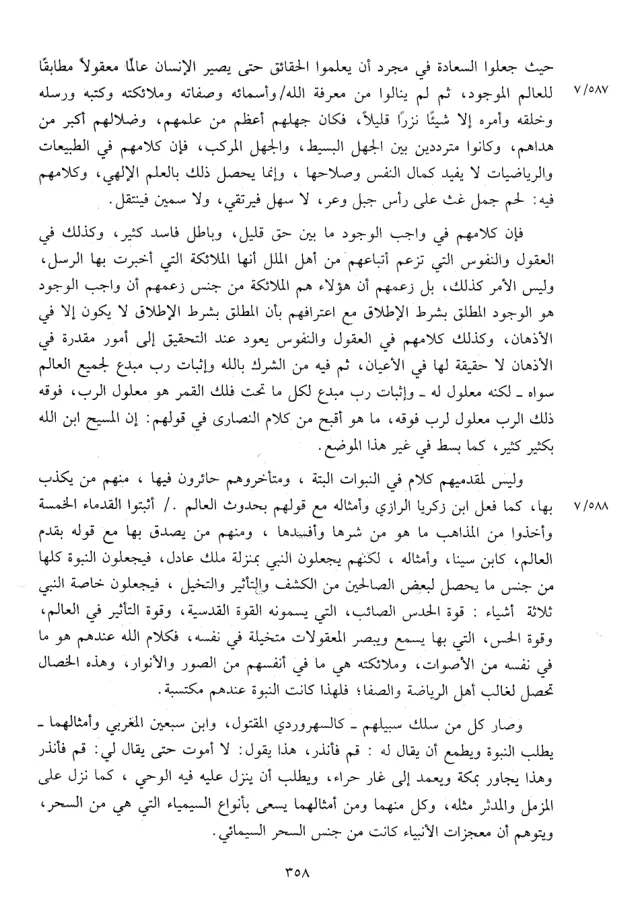 حيث جعلوا السعادة في مجرد أن يعلموا الحقائق حتى يصير الإنسان عالمًا معقولاً مطابقًا
٧/٥٨٧ للعالم الموجود، ثم لم ينالوا من معرفة الله/وأسمائه وصفاته وملائكته وكتبه ورسله
وخلقه وأمره إلا شيئًا نزرًا قليلاً، فكان جهلهم أعظم من علمهم، وضلالهم أكبر من
هداهم، وكانوا مترددين بين الجهل البسيط، والجهل المركب، فإن كلامهم في الطبيعات
والرياضيات لا يفيد كمال النفس وصلاحها ، وإنما يحصل ذلك بالعلم الإلهي، وكلامهم
فيه: لحم جمل غث على رأس جبل وعر، لا سهل فيرتقي، ولا سمين فينتقل.
فإن كلامهم في واجب الوجود ما بين حق قليل، وباطل فاسد كثير، وكذلك في
العقول والنفوس التي تزعم أتباعهم من أهل الملل أنها الملائكة التي أخبرت بها الرسل،
وليس الأمر كذلك، بل زعمهم أن هؤلاء هم الملائكة من جنس زعمهم أن واجب الوجود
هو الوجود المطلق بشرط الإطلاق مع اعترافهم بأن المطلق بشرط الإطلاق لا يكون إلا في
الأذهان، وكذلك كلامهم في العقول والنفوس يعود عند التحقيق إلى أمور مقدرة في
الأذهان لا حقيقة لها في الأعيان، ثم فيه من الشرك بالله وإثبات رب مبدع لجميع العالم
سواه ـ لكنه معلول له ـ وإثبات رب مبدع لكل ما تحت فلك القمر هو معلول الرب، فوقه
ذلك الرب معلول لرب فوقه، ما هو أقبح من كلام النصارى في قولهم: إن المسيح ابن الله
بكثير كثير، كما بسط في غير هذا الموضع.
وليس لمقدميهم كلام في النبوات البتة ، ومتأخروهم حائرون فيها ، منهم من يكذب
٧/٥٨٨ بها، كما فعل ابن زكريا الرازي وأمثاله مع قولهم بحدوث العالم ./ أثبتوا القدماء الخمسة
وأخذوا من المذاهب ما هو من شرها وأفسدها ، ومنهم من يصدق بها مع قوله بقدم
العالم، كابن سينا، وأمثاله ، لكنهم يجعلون النبي بمنزلة ملك عادل، فيجعلون النبوة كلها
من جنس ما يحصل لبعض الصالحين من الكشف والتأثير والتخيل ، فيجعلون خاصة النبي
ثلاثة أشياء : قوة الحدس الصائب، التي يسمونه القوة القدسية، وقوة التأثير في العالم،
وقوة الحس، التي بها يسمع ويبصر المعقولات متخيلة في نفسه، فكلام الله عندهم هو ما
في نفسه من الأصوات، وملائكته هي ما في أنفسهم من الصور والأنوار، وهذه الخصال
تحصل لغالب أهل الرياضة والصفا؛ فلهذا كانت النبوة عندهم مكتسبة.
وصار كل من سلك سبيلهم ـ كالسهروردي المقتول، وابن سبعين المغربي وأمثالهما ـ
يطلب النبوة ويطمع أن يقال له : قم فأنذر، هذا يقول: لا أموت حتى يقال لي: قم فأنذر
وهذا يجاور بمكة ويعمد إلى غار حراء، ويطلب أن ينزل عليه فيه الوحي ، كما نزل على
المزمل والمدثر مثله، وكل منهما ومن أمثالهما يسعى بأنواع السيمياء التي هي من السحر،
ويتوهم أن معجزات الأنبياء كانت من جنس السحر السيمائي.
٣٥٨